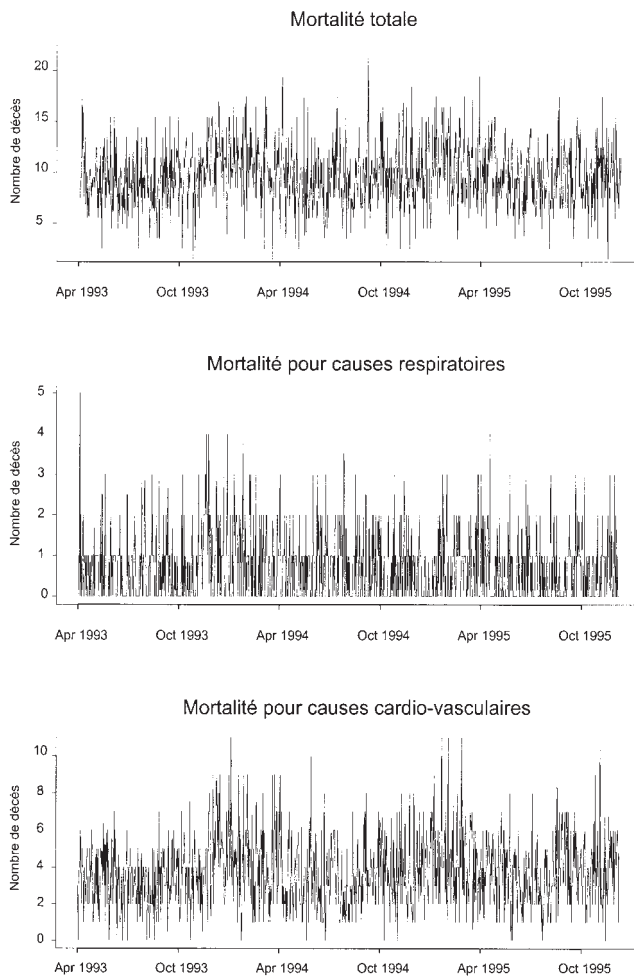 Mortalité totale
20
15
10
5
Nombre de décès
Apr 1993 Oct 1993 Apr 1994 Oct 1994 Apr 1995 Oct 1995
Mortalité pour causes respiratoires
5
4
3
2
1
0
Nombre de décès
Apr 1993 Oct 1993 Apr 1994 Oct 1994 Apr 1995 Oct 1995
Mortalité pour causes cardio-vasculaires
10
8
6
4
2
0
Nombre de décès
Apr 1993 Oct 1993 Apr 1994 Oct 1994 Apr 1995 Oct 1995